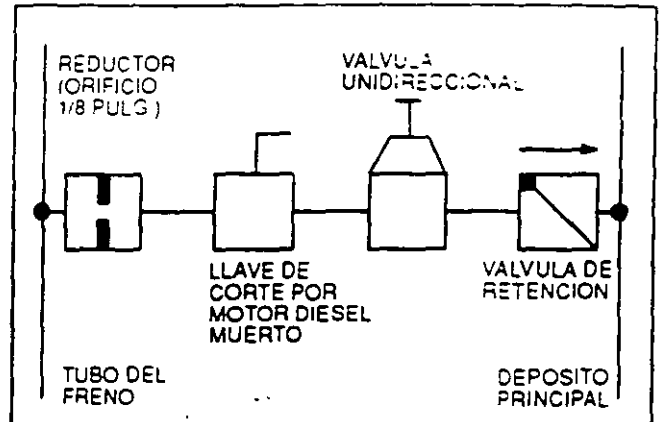 REDUCTOR
(ORIFICIO
1/8 PULG.)
VALVULA
UNIDIRECCIONAL
LLAVE DE
CORTE POR
MOTOR DIESEL
MUERTO
VALVULA DE
RETENCION
TUBO DEL
FRENO
DEPOSITO
PRINCIPAL